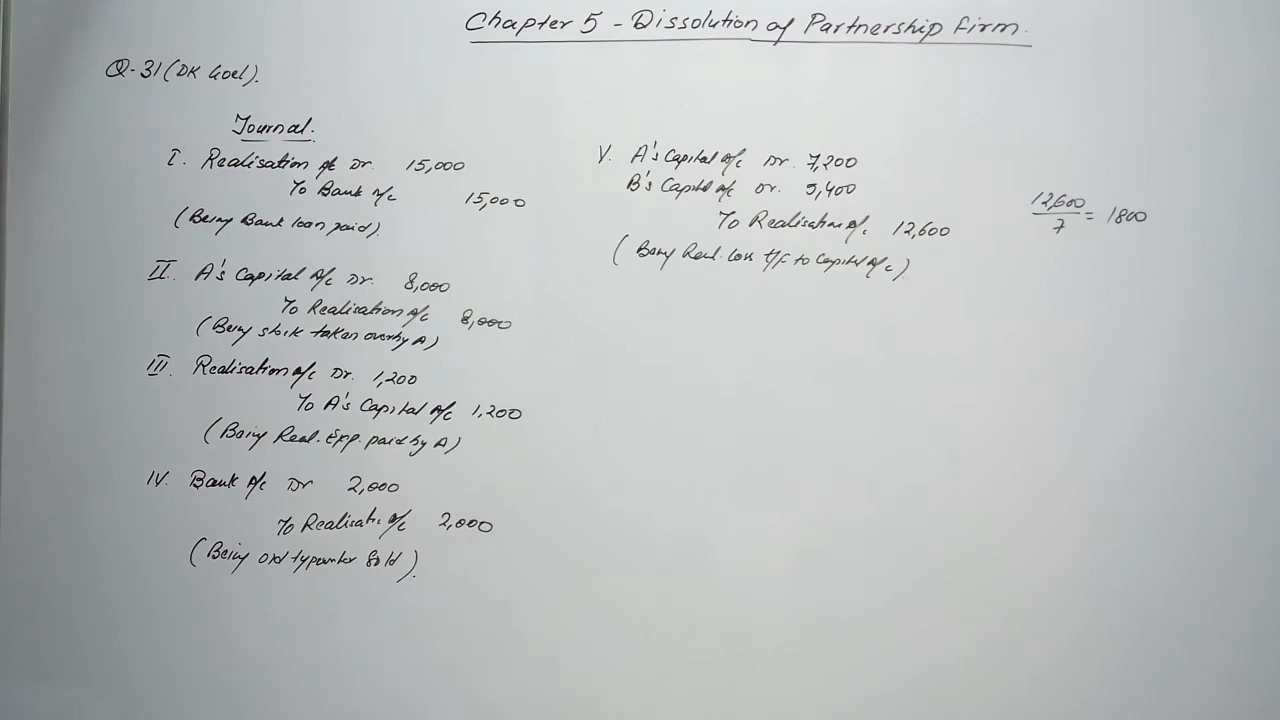 Chapter 5 - Dissolution of Partnership Firm.
Q-31 (DK Goel).
Journal.
I. Realisation A/c Dr. 15,000
To Bank A/c 15,000
(Being Bank loan paid)
II. A's Capital A/c Dr. 8,000
To Realisation A/c 8,000
(Being stock taken over by A)
III. Realisation A/c Dr. 1,200
To A's Capital A/c 1,200
(Being Real. Exp. paid by A)
IV. Bank A/c Dr 2,000
To Realisatn A/c 2,000
(Being old typewriter Sold).
V. A's Capital A/c Dr. 7,200
B's Capital A/c Dr. 5,400
To Realisation A/c 12,600
(Being Real. Loss t/f to Capital A/c)
12,600/7 = 1800